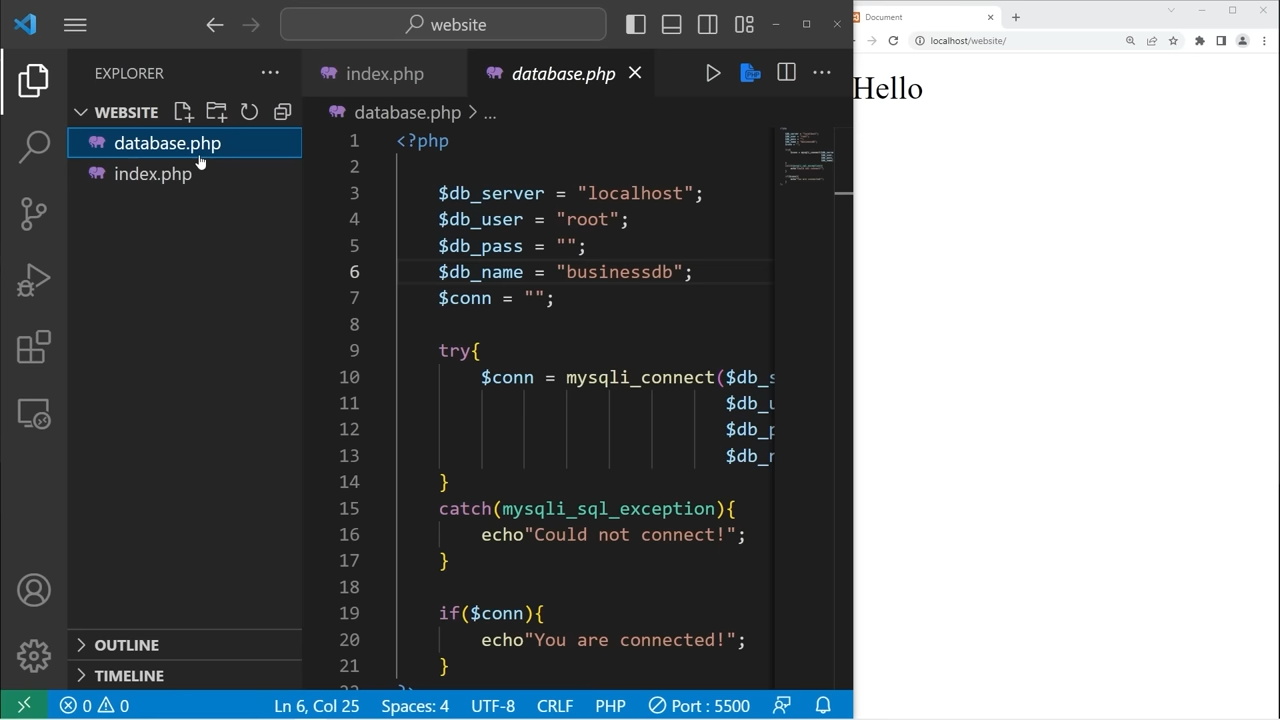 website
EXPLORER
WEBSITE
database.php
index.php
OUTLINE
TIMELINE
index.php
database.php
database.php > ...
1 <?php
2
3 $db_server = "localhost";
4 $db_user = "root";
5 $db_pass = "";
6 $db_name = "businessdb";
7 $conn = "";
8
9 try{
10 $conn = mysqli_connect($db_s
11 $db_u
12 $db_p
13 $db_n
14 }
15 catch(mysqli_sql_exception){
16 echo"Could not connect!";
17 }
18
19 if($conn){
20 echo"You are connected!";
21 }
0 0 Ln 6, Col 25 Spaces: 4 UTF-8 CRLF PHP Port : 5500
Document
localhost/website/
Hello